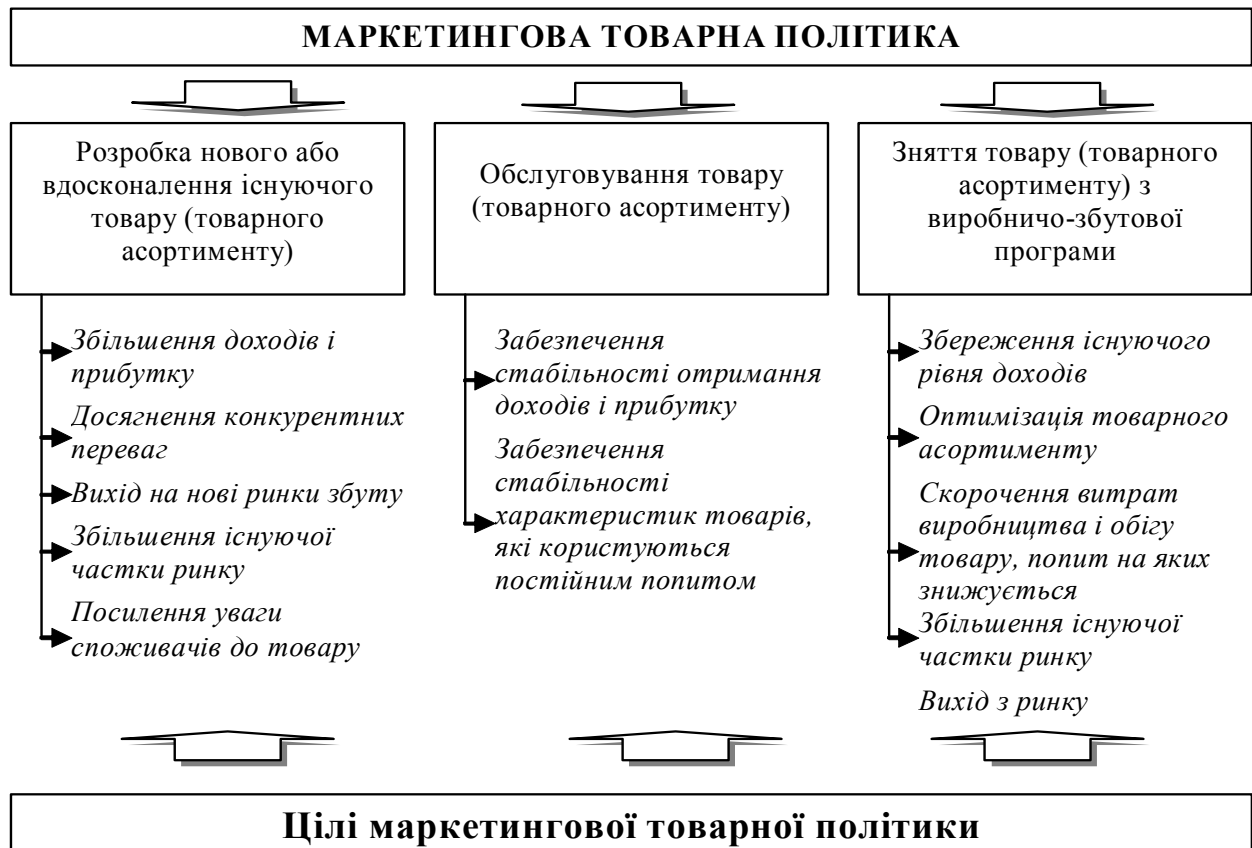 МАРКЕТИНГОВА ТОВАРНА ПОЛІТИКА
Розробка нового або
вдосконалення існуючого
товару (товарного
асортименту)
Збільшення доходів і
прибутку
Досягнення конкурентних
переваг
Вихід на нові ринки збуту
Збільшення існуючої
частки ринку
Посилення уваги
споживачів до товару
Обслуговування товару
(товарного асортименту)
Забезпечення
стабільності отримання
доходів і прибутку
Забезпечення
стабільності
характеристик товарів,
які користуються
постійним попитом
Зняття товару (товарного
асортименту) з
виробничо-збутової
програми
Збереження існуючого
рівня доходів
Оптимізація товарного
асортименту
Скорочення витрат
виробництва і обігу
товару, попит на яких
знижується
Збільшення існуючої
частки ринку
Вихід з ринку
Цілі маркетингової товарної політики